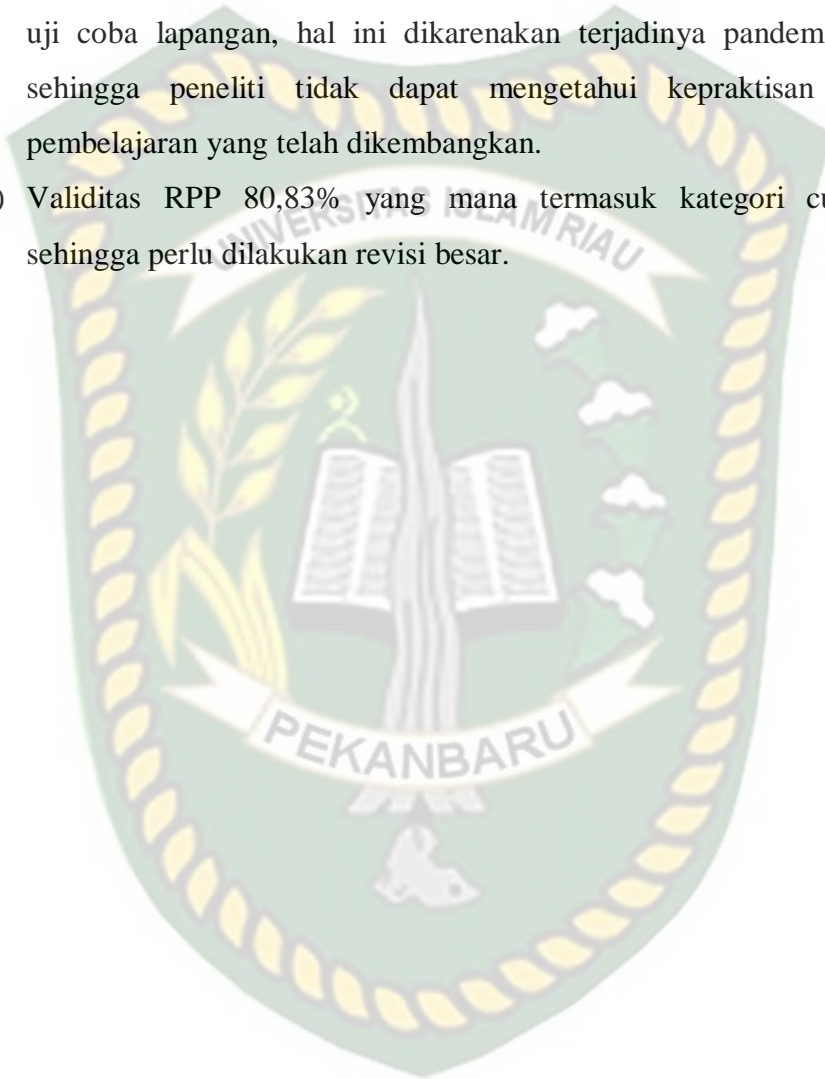 uji coba lapangan, hal ini dikarenakan terjadinya
sehingga peneliti tidak dapat mengetahui kepraktisan
pembelajaran yang telah dikembangkan.
) Validitas RPP 80,83% yang mana termasuk kategori
sehingga perlu dilakukan revisi besar.
UNIVERSITAS ISLAM RIAU
PEKANBARU